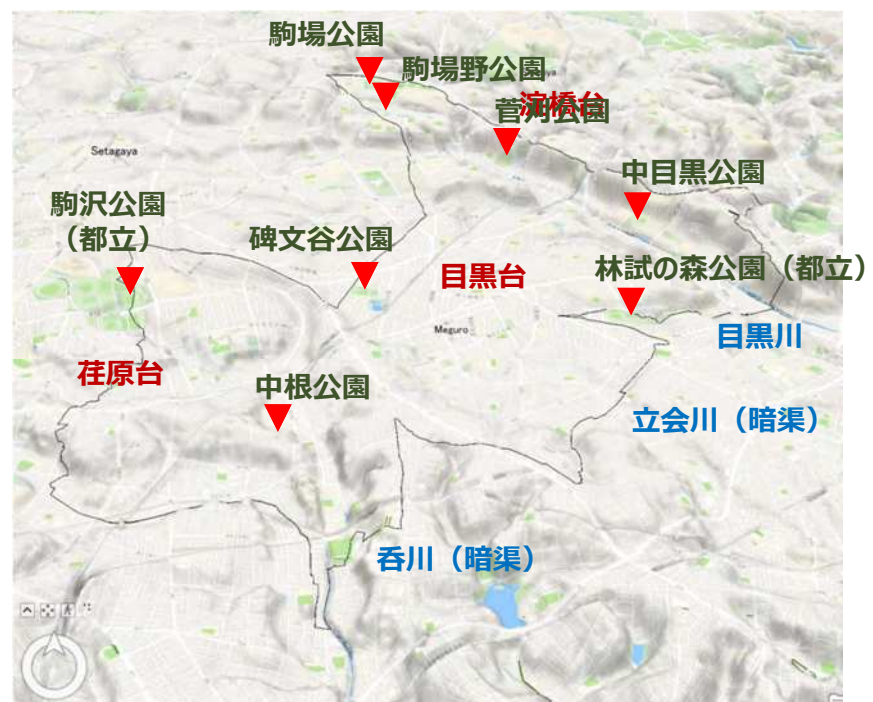 駒場公園
駒場野公園
淀橋台
菅刈公園
Setagaya
中目黒公園
駒沢公園
（都立）
碑文谷公園
目黒台
林試の森公園（都立）
Meguro
目黒川
荏原台
中根公園
立会川（暗渠）
呑川（暗渠）